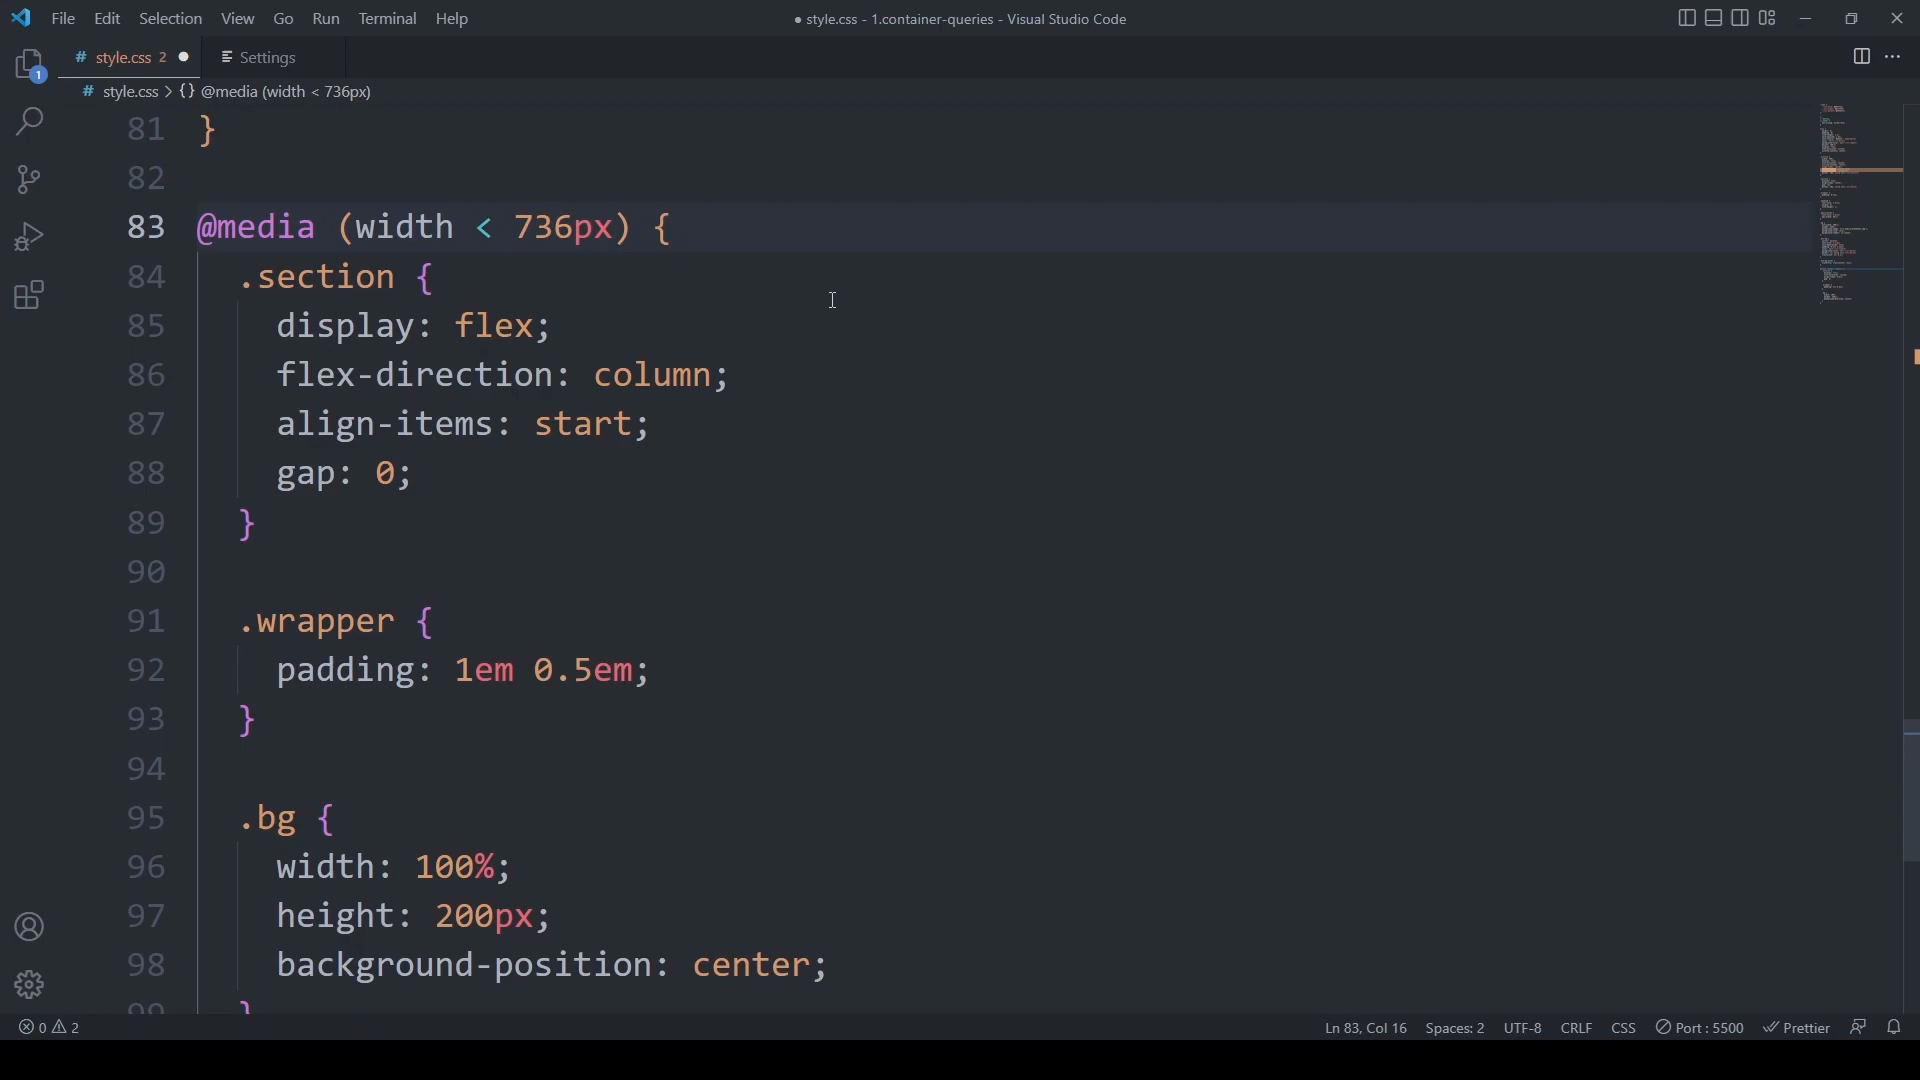 File Edit Selection View Go Run Terminal Help
● style.css - 1.container-queries - Visual Studio Code
1
# style.css 2 ●
Settings
# style.css > {} @media (width < 736px)
81 }
82
83 @media (width < 736px) {
84 .section {
85 display: flex;
86 flex-direction: column;
87 align-items: start;
88 gap: 0;
89 }
90
91 .wrapper {
92 padding: 1em 0.5em;
93 }
94
95 .bg {
96 width: 100%;
97 height: 200px;
98 background-position: center;
99 }
0 2
Ln 83, Col 16 Spaces: 2 UTF-8 CRLF CSS Port : 5500 Prettier